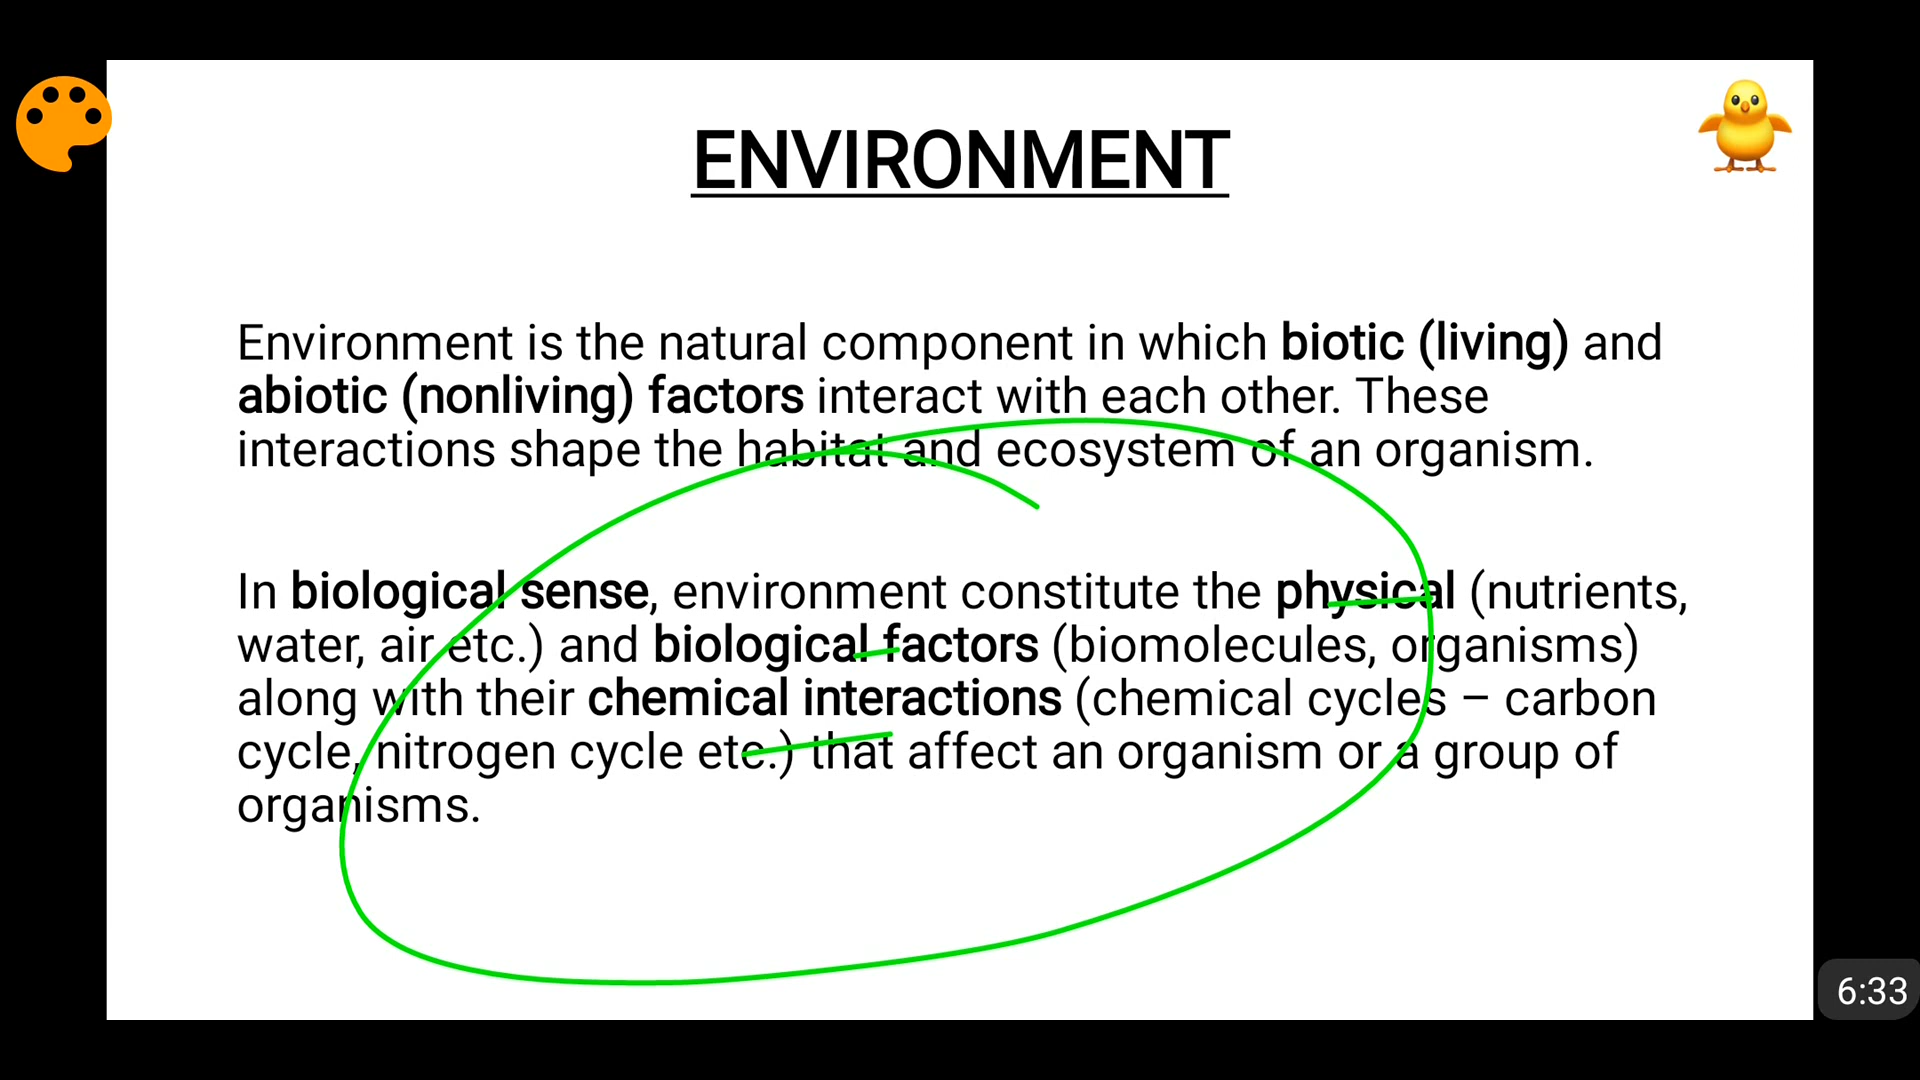 ENVIRONMENT
Environment is the natural component in which biotic (living) and
abiotic (nonliving) factors interact with each other. These
interactions shape the habitat and ecosystem of an organism.
In biological sense, environment constitute the physical (nutrients,
water, air etc.) and biological factors (biomolecules, organisms)
along with their chemical interactions (chemical cycles – carbon
cycle, nitrogen cycle etc.) that affect an organism or a group of
organisms.
6:33